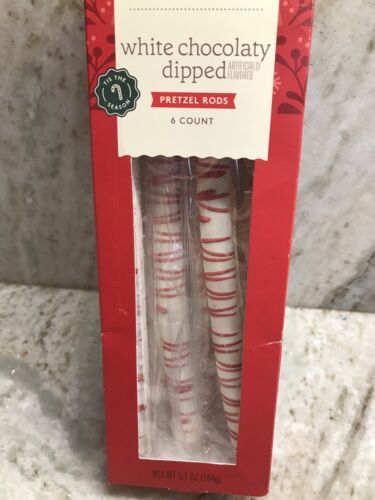 white chocolaty
dipped ARTIFICIALLY
FLAVORED
TIS THE
SEASON
PRETZEL RODS
6 COUNT
NET WT 5.1 OZ (144g)